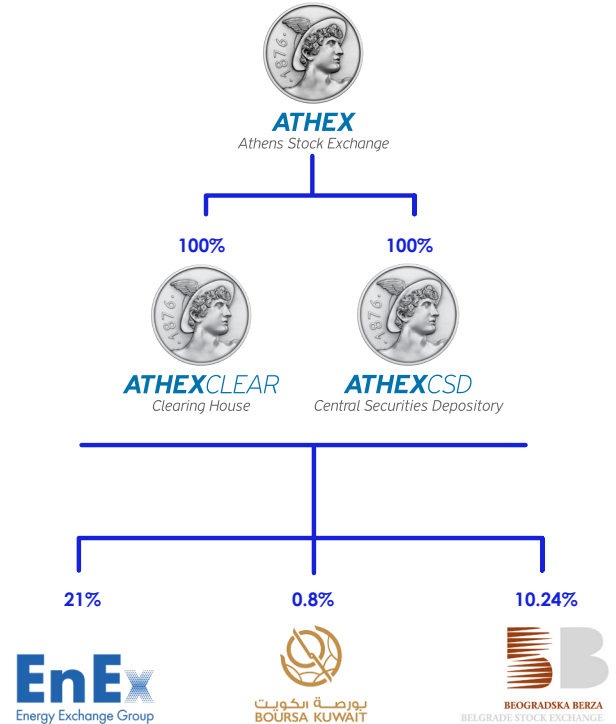 ·1876·
ATHEX
Athens Stock Exchange
100%
100%
·1876·
·1876·
ATHEXCLEAR
Clearing House
ATHEXCSD
Central Securities Depository
21%
0.8%
10.24%
EnEx
Energy Exchange Group
بورصة الكويت
BOURSA KUWAIT
BEOGRADSKA BERZA
BELGRADE STOCK EXCHANGE